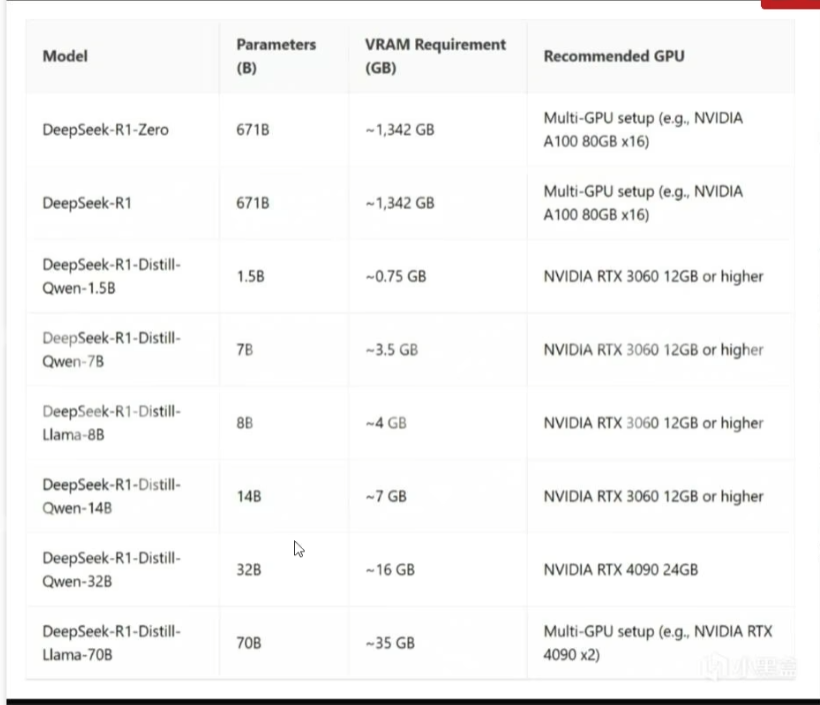 Model
Parameters
(B)
VRAM Requirement
(GB)
Recommended GPU
DeepSeek-R1-Zero
671B
~1,342 GB
Multi-GPU setup (e.g., NVIDIA
A100 80GB x16)
DeepSeek-R1
671B
~1,342 GB
Multi-GPU setup (e.g., NVIDIA
A100 80GB x16)
DeepSeek-R1-Distill-
Qwen-1.5B
1.5B
~0.75 GB
NVIDIA RTX 3060 12GB or higher
DeepSeek-R1-Distill-
Qwen-7B
7B
~3.5 GB
NVIDIA RTX 3060 12GB or higher
DeepSeek-R1-Distill-
Llama-8B
8B
~4 GB
NVIDIA RTX 3060 12GB or higher
DeepSeek-R1-Distill-
Qwen-14B
14B
~7 GB
NVIDIA RTX 3060 12GB or higher
DeepSeek-R1-Distill-
Qwen-32B
32B
~16 GB
NVIDIA RTX 4090 24GB
DeepSeek-R1-Distill-
Llama-70B
70B
~35 GB
Multi-GPU setup (e.g., NVIDIA RTX
4090 x2)
小黑盒